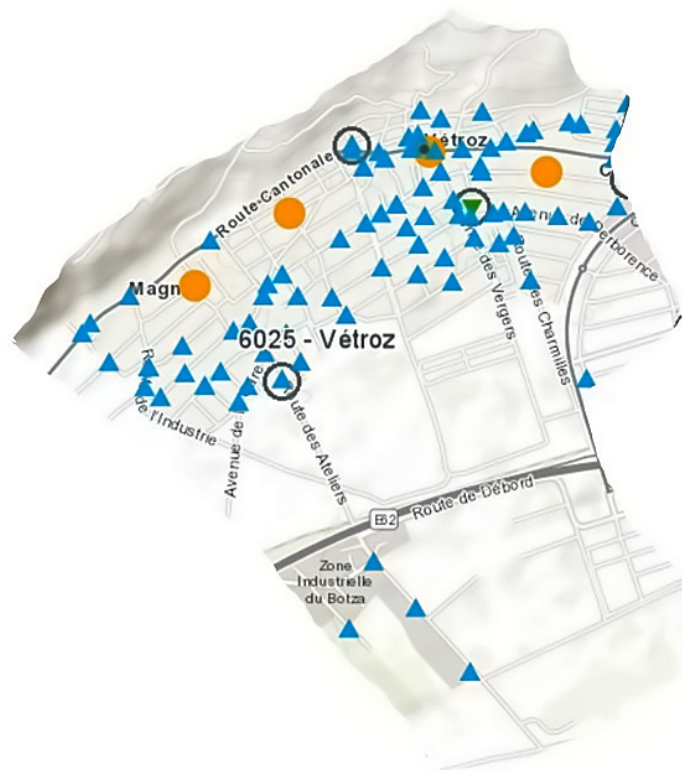 Vétroz
Route-Cantonale
Avenue de Derborence
Magn
Route des Charmilles
des Vergers
6025 - Vétroz
de l'Industrie
Avenue de
Route des Ateliers
E62
Route de Débord
Zone
Industrielle
du Botza